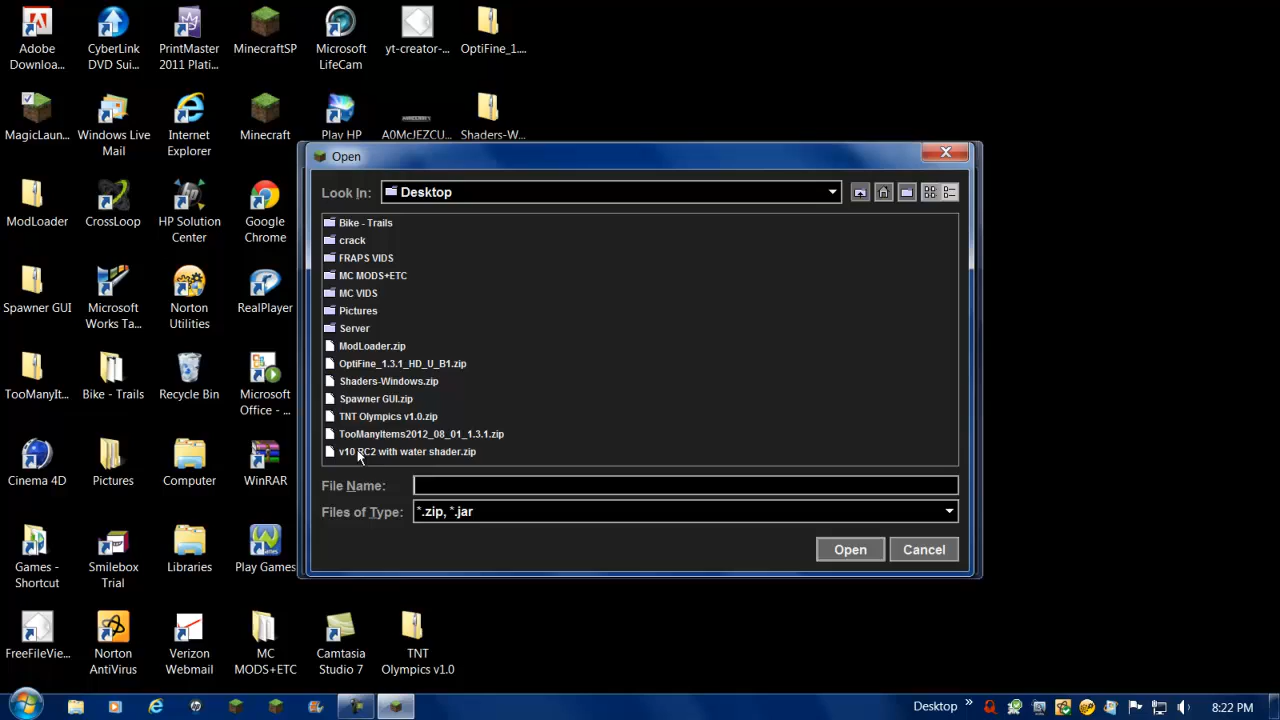 Adobe Downloa...
CyberLink DVD Sui...
PrintMaster 2011 Plati...
MinecraftSP
Microsoft LifeCam
yt-creator-...
OptiFine_1....
MagicLaun...
Windows Live Mail
Internet Explorer
Minecraft
Play HP
A0McJEZCU...
Shaders-W...
ModLoader
CrossLoop
HP Solution Center
Google Chrome
Spawner GUI
Microsoft Works Ta...
Norton Utilities
RealPlayer
TooManyIt...
Bike - Trails
Recycle Bin
Microsoft Office - ...
Cinema 4D
Pictures
Computer
WinRAR
Games - Shortcut
Smilebox Trial
Libraries
Play Games
FreeFileVie...
Norton AntiVirus
Verizon Webmail
MC MODS+ETC
Camtasia Studio 7
TNT Olympics v1.0
Open
Look In:
Desktop
Bike - Trails
crack
FRAPS VIDS
MC MODS+ETC
MC VIDS
Pictures
Server
ModLoader.zip
OptiFine_1.3.1_HD_U_B1.zip
Shaders-Windows.zip
Spawner GUI.zip
TNT Olympics v1.0.zip
TooManyItems2012_08_01_1.3.1.zip
v10 RC2 with water shader.zip
File Name:
Files of Type:
*.zip, *.jar
Open
Cancel
Desktop
»
8:22 PM